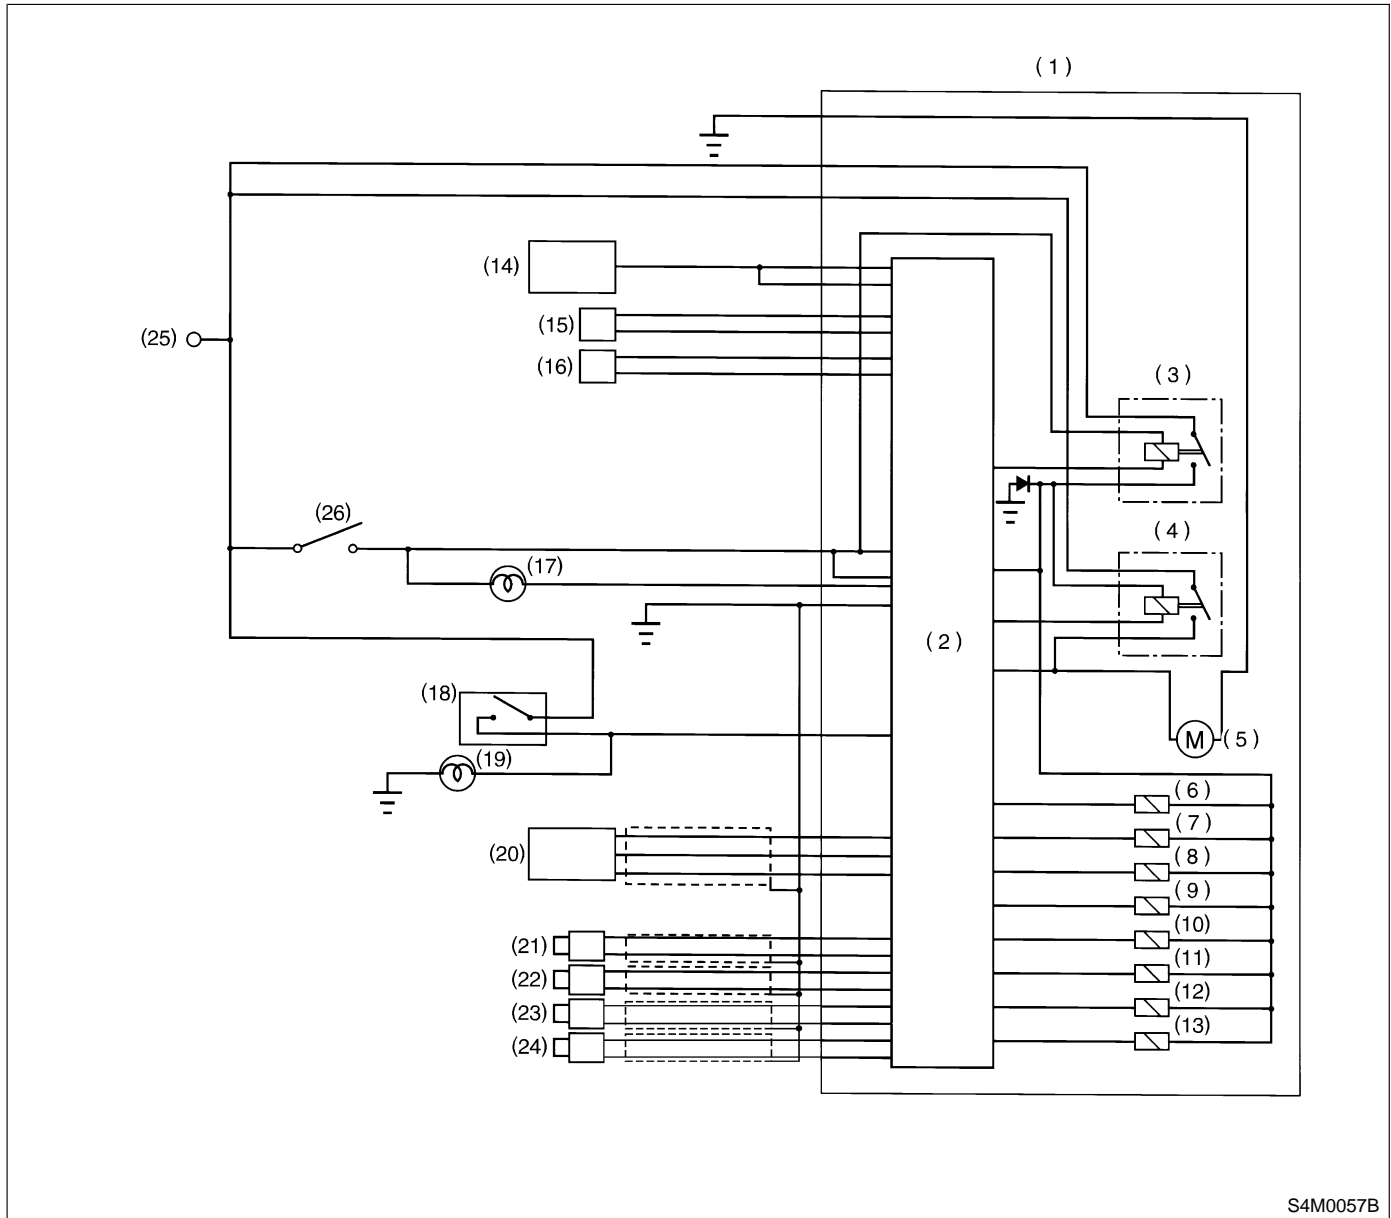 ( 1 )
(14)
(15)
(25)
(16)
( 3 )
(26)
( 4 )
(17)
( 2 )
(18)
M
( 5 )
(19)
( 6 )
( 7 )
(20)
( 8 )
( 9 )
(10)
(21)
(11)
(22)
(12)
(23)
(13)
(24)
S4M0057B